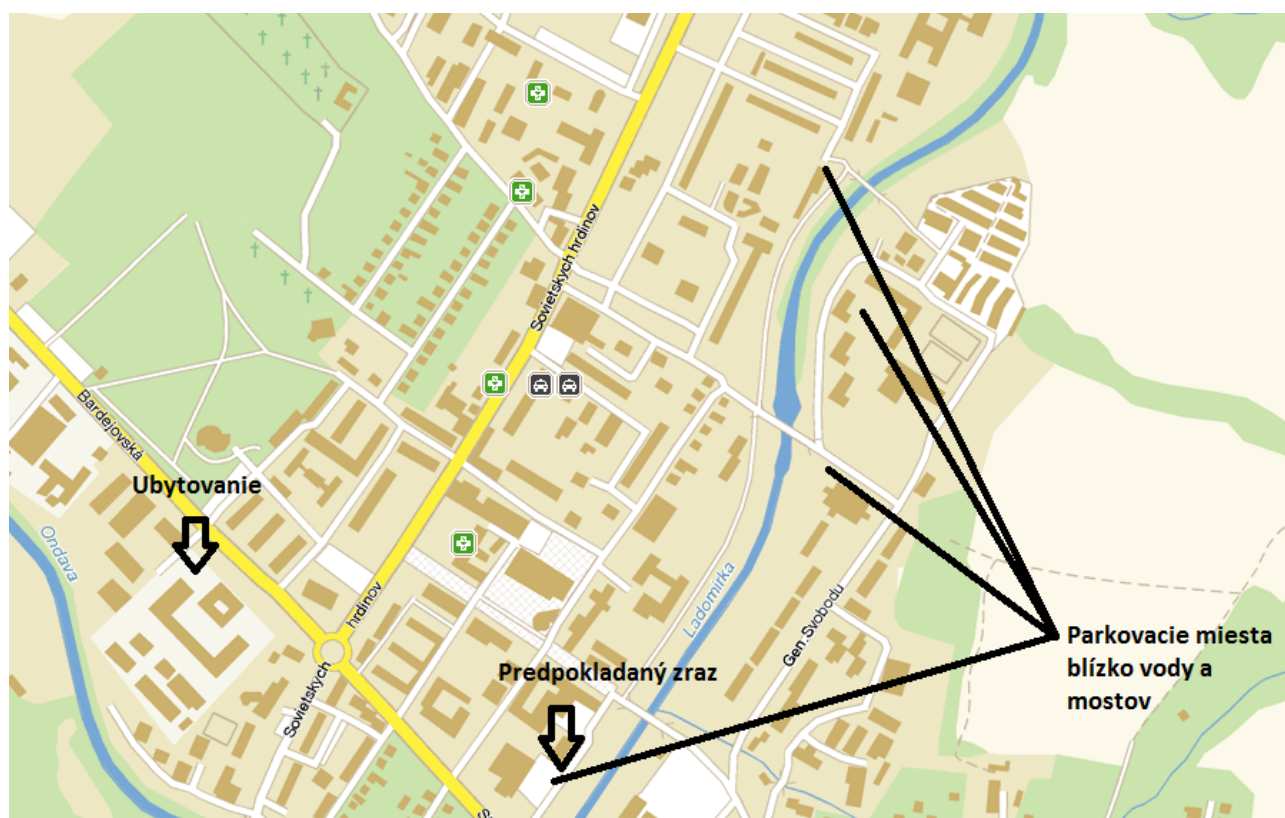 Sovietskych hrdinov
Bardejovská
Ubytovanie
Ondava
hrdinov
Ladomirka
Gen.Svobodu
Parkovacie miesta
blízko vody a
mostov
Predpokladaný zraz
Sovietskych